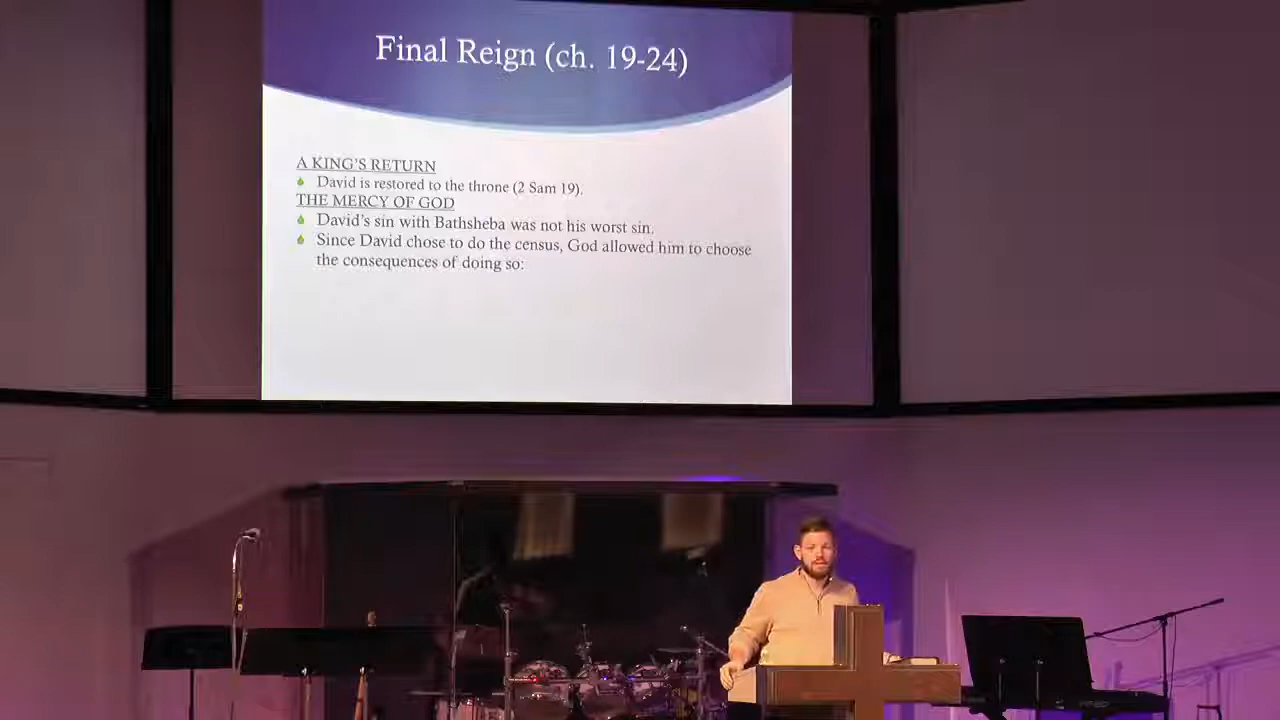 Final Reign (ch. 19-24)
A KING'S RETURN
David is restored to the throne (2 Sam 19).
THE MERCY OF GOD
David's sin with Bathsheba was not his worst sin.
Since David chose to do the census, God allowed him to choose
the consequences of doing so: